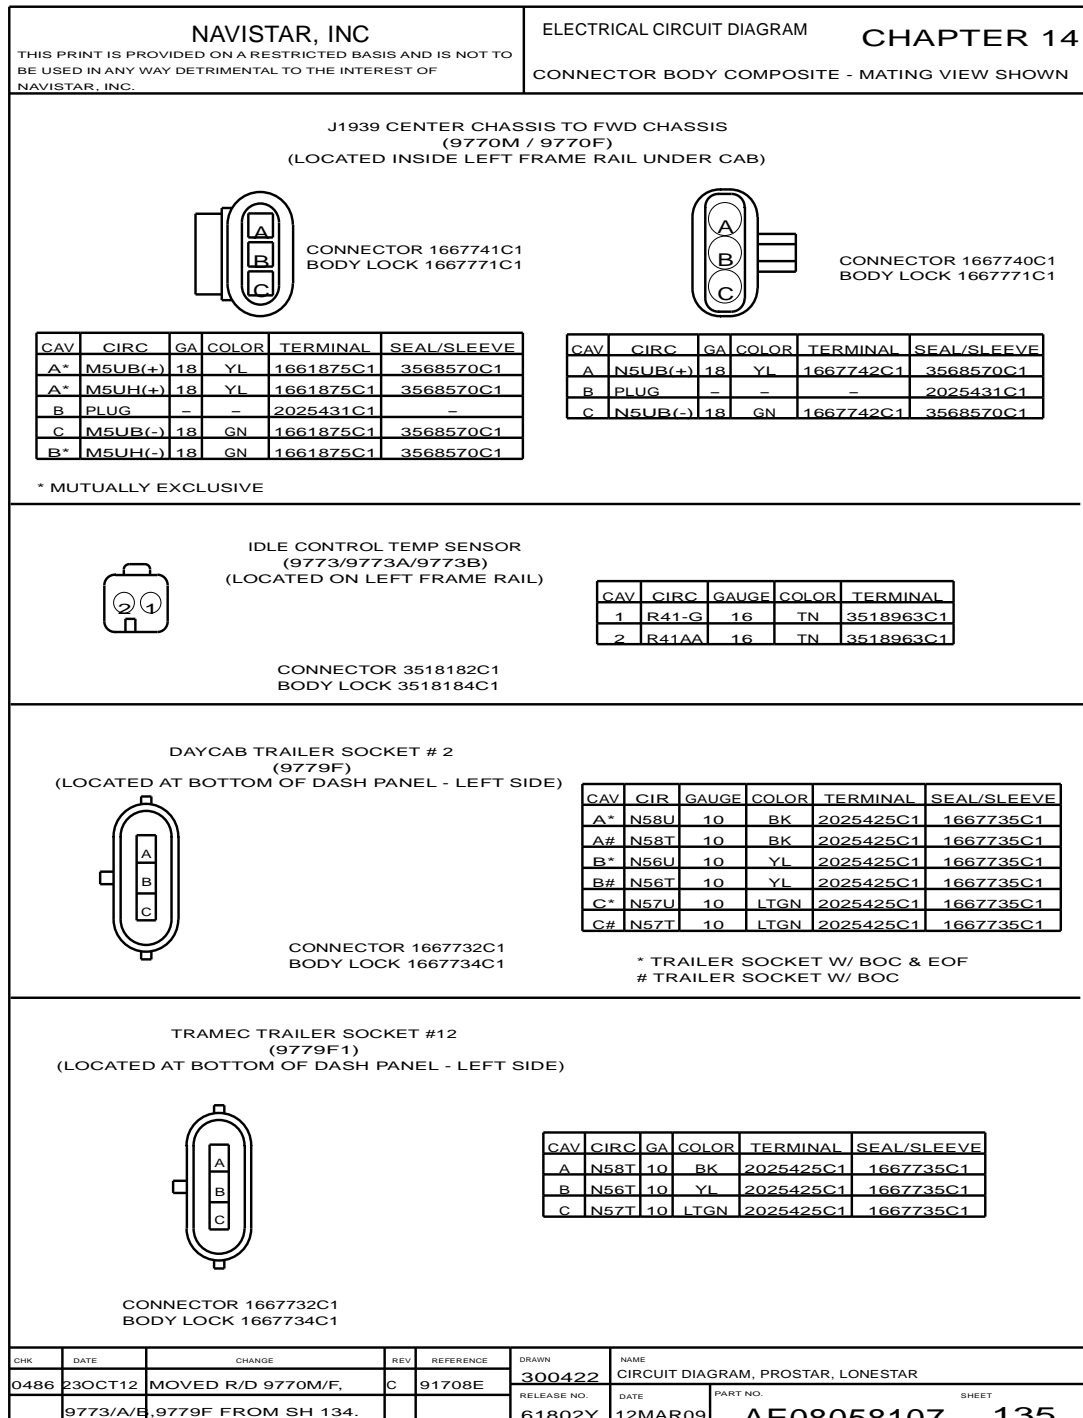 NAVISTAR, INC
THIS PRINT IS PROVIDED ON A RESTRICTED BASIS AND IS NOT TO
BE USED IN ANY WAY DETRIMENTAL TO THE INTEREST OF
NAVISTAR, INC.
ELECTRICAL CIRCUIT DIAGRAM
CHAPTER 14
CONNECTOR BODY COMPOSITE - MATING VIEW SHOWN
J1939 CENTER CHASSIS TO FWD CHASSIS
(9770M / 9770F)
(LOCATED INSIDE LEFT FRAME RAIL UNDER CAB)
A
B
C
CONNECTOR 1667741C1
BODY LOCK 1667771C1
A
B
C
CONNECTOR 1667740C1
BODY LOCK 1667771C1
CAV CIRC GA COLOR TERMINAL SEAL/SLEEVE
A* M5UB(+) 18 YL 1661875C1 3568570C1
A* M5UH(+) 18 YL 1661875C1 3568570C1
B PLUG – – 2025431C1 –
C M5UB(-) 18 GN 1661875C1 3568570C1
B* M5UH(-) 18 GN 1661875C1 3568570C1
* MUTUALLY EXCLUSIVE
CAV CIRC GA COLOR TERMINAL SEAL/SLEEVE
A N5UB(+) 18 YL 1667742C1 3568570C1
B PLUG – – – 2025431C1
C N5UB(-) 18 GN 1667742C1 3568570C1
IDLE CONTROL TEMP SENSOR
(9773/9773A/9773B)
(LOCATED ON LEFT FRAME RAIL)
2 1
CONNECTOR 3518182C1
BODY LOCK 3518184C1
CAV CIRC GAUGE COLOR TERMINAL
1 R41-G 16 TN 3518963C1
2 R41AA 16 TN 3518963C1
DAYCAB TRAILER SOCKET # 2
(9779F)
(LOCATED AT BOTTOM OF DASH PANEL - LEFT SIDE)
A
B
C
CONNECTOR 1667732C1
BODY LOCK 1667734C1
CAV CIR GAUGE COLOR TERMINAL SEAL/SLEEVE
A* N58U 10 BK 2025425C1 1667735C1
A# N58T 10 BK 2025425C1 1667735C1
B* N56U 10 YL 2025425C1 1667735C1
B# N56T 10 YL 2025425C1 1667735C1
C* N57U 10 LTGN 2025425C1 1667735C1
C# N57T 10 LTGN 2025425C1 1667735C1
* TRAILER SOCKET W/ BOC & EOF
# TRAILER SOCKET W/ BOC
TRAMEC TRAILER SOCKET #12
(9779F1)
(LOCATED AT BOTTOM OF DASH PANEL - LEFT SIDE)
A
B
C
CONNECTOR 1667732C1
BODY LOCK 1667734C1
CAV CIRC GA COLOR TERMINAL SEAL/SLEEVE
A N58T 10 BK 2025425C1 1667735C1
B N56T 10 YL 2025425C1 1667735C1
C N57T 10 LTGN 2025425C1 1667735C1
CHK DATE CHANGE REV REFERENCE
0486 23OCT12 MOVED R/D 9770M/F, C 91708E
9773/A/B,9779F FROM SH 134.
DRAWN
300422
NAME
CIRCUIT DIAGRAM, PROSTAR, LONESTAR
RELEASE NO.
61802Y
DATE
12MAR09
PART NO.
AE08058107
SHEET
135